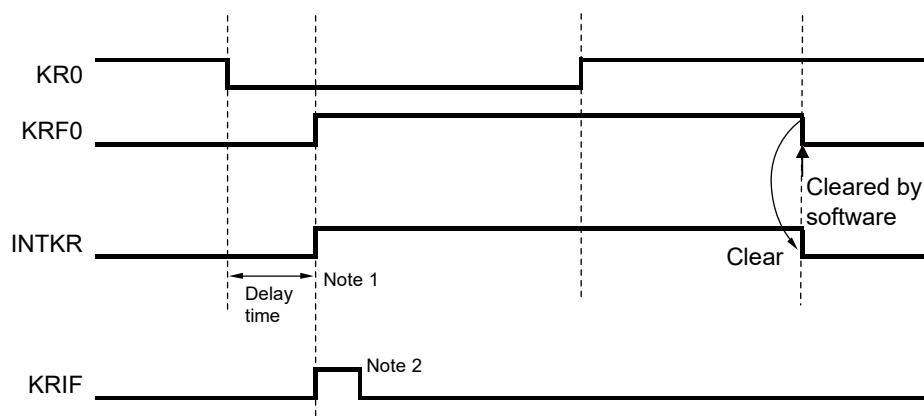 KR0
KRF0
Cleared by
software
INTKR
Clear
Note 1
Delay
time
Note 2
KRIF